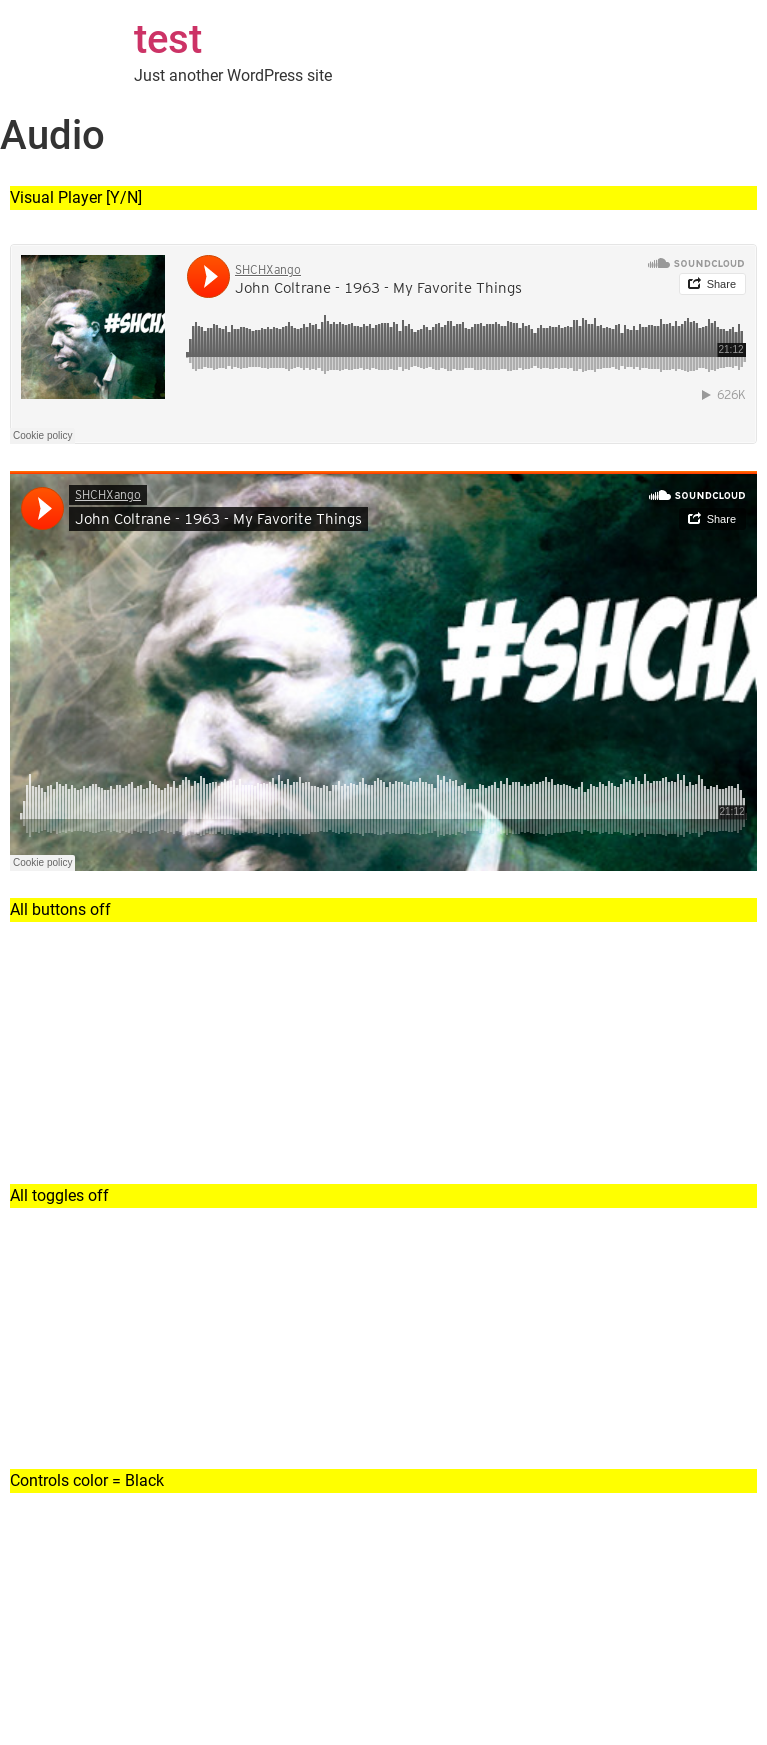 test
Just another WordPress site
Audio
Visual Player [Y/N]
SHCHXango
SOUNDCLOUD
John Coltrane - 1963 - My Favorite Things
Share
#SHCHX
21:12
626K
Cookie policy
SHCHXango
SOUNDCLOUD
John Coltrane - 1963 - My Favorite Things
Share
#SHCHX
21:12
Cookie policy
All buttons off
All toggles off
Controls color = Black